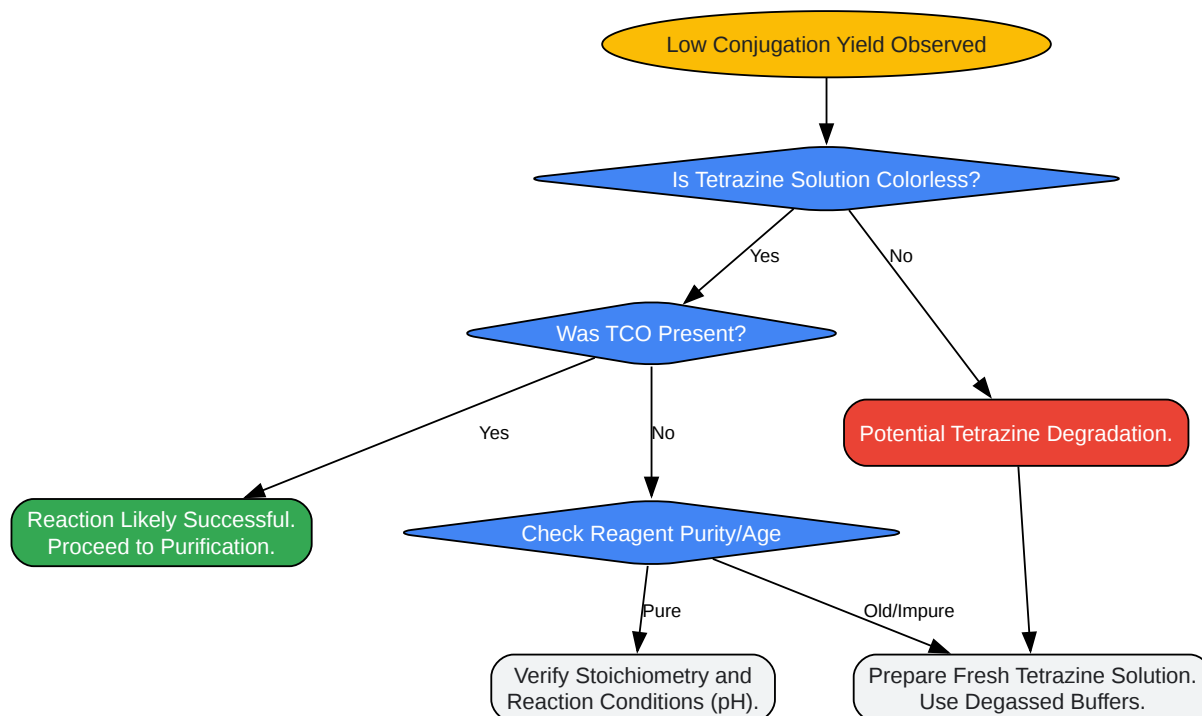 Low Conjugation Yield Observed
Is Tetrazine Solution Colorless?
Yes
No
Was TCO Present?
Potential Tetrazine Degradation.
Yes
No
Reaction Likely Successful.
Proceed to Purification.
Check Reagent Purity/Age
Pure
Old/Impure
Verify Stoichiometry and
Reaction Conditions (pH).
Prepare Fresh Tetrazine Solution.
Use Degassed Buffers.